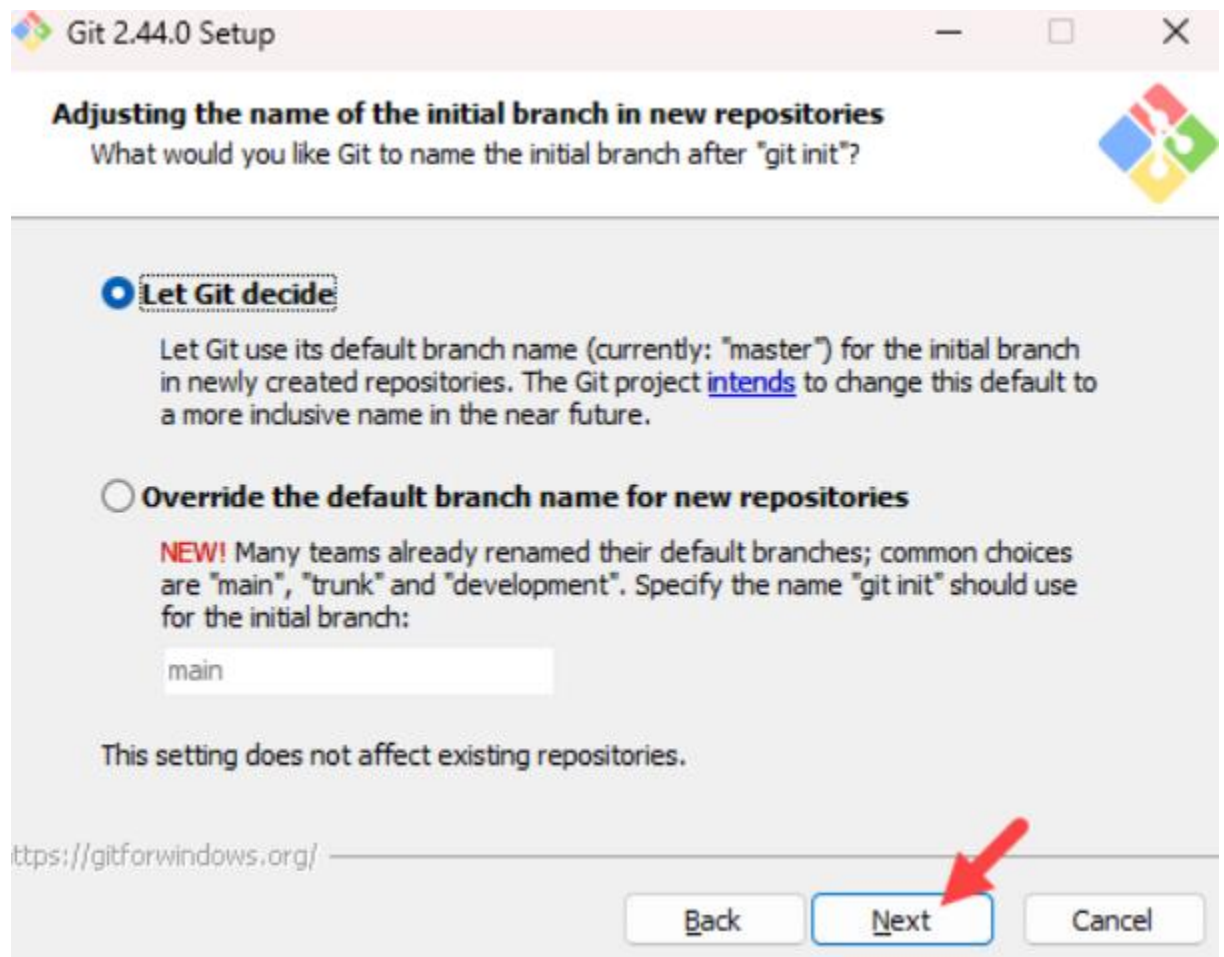 Git 2.44.0 Setup
Adjusting the name of the initial branch in new repositories
What would you like Git to name the initial branch after "git init"?
Let Git decide
Let Git use its default branch name (currently: "master") for the initial branch
in newly created repositories. The Git project intends to change this default to
a more inclusive name in the near future.
Override the default branch name for new repositories
NEW! Many teams already renamed their default branches; common choices
are "main", "trunk" and "development". Specify the name "git init" should use
for the initial branch:
main
This setting does not affect existing repositories.
ttps://gitforwindows.org/
Back Next Cancel